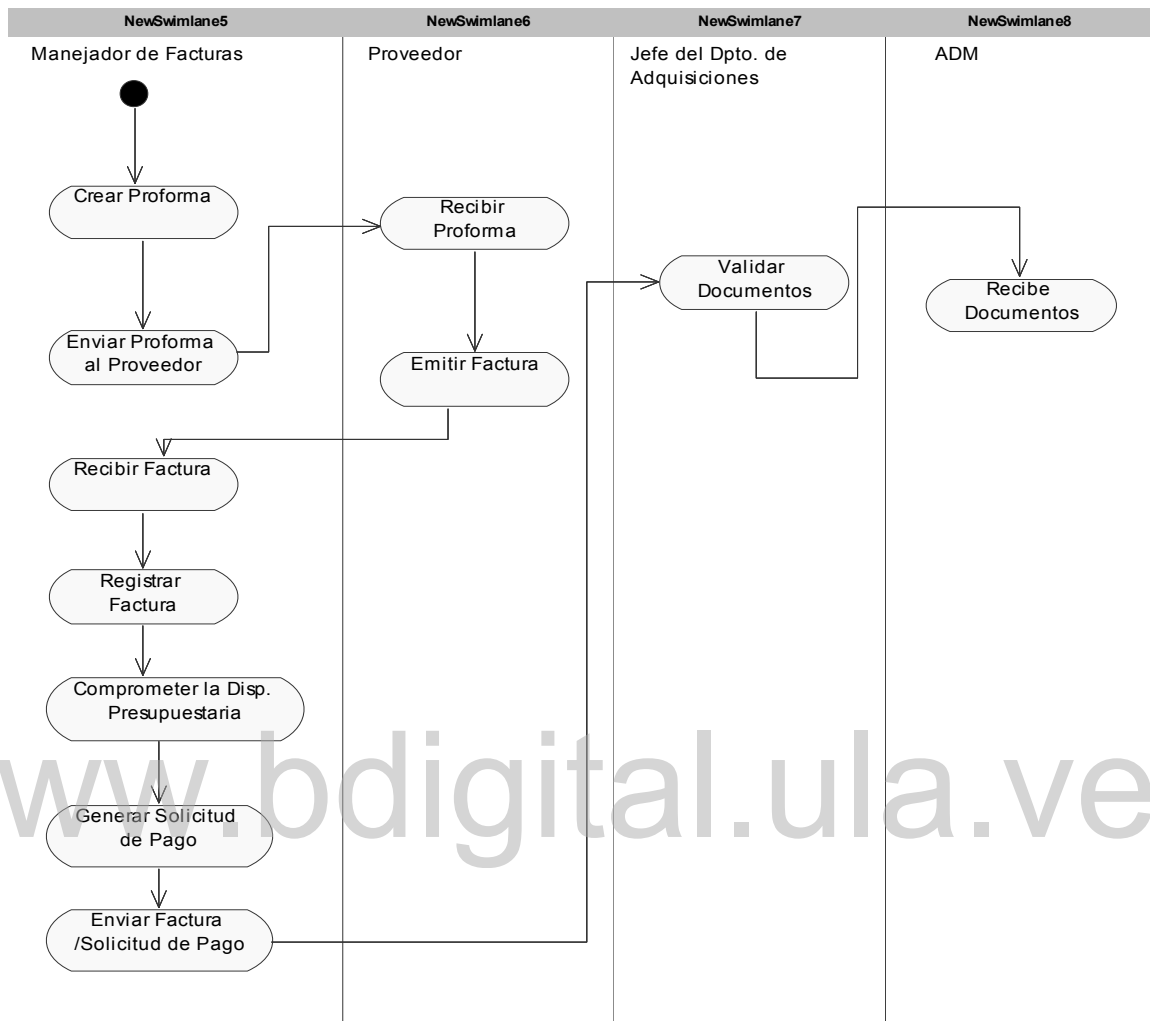 NewSwimlane5
NewSwimlane6
NewSwimlane7
NewSwimlane8
Manejador de Facturas
Proveedor
Jefe del Dpto. de
Adquisiciones
ADM
Crear Proforma
Recibir
Proforma
Validar
Documentos
Recibe
Documentos
Enviar Proforma
al Proveedor
Emitir Factura
Recibir Factura
Registrar
Factura
Comprometer la Disp.
Presupuestaria
Generar Solicitud
de Pago
Enviar Factura
/Solicitud de Pago
ww.bdigital.ula.ve